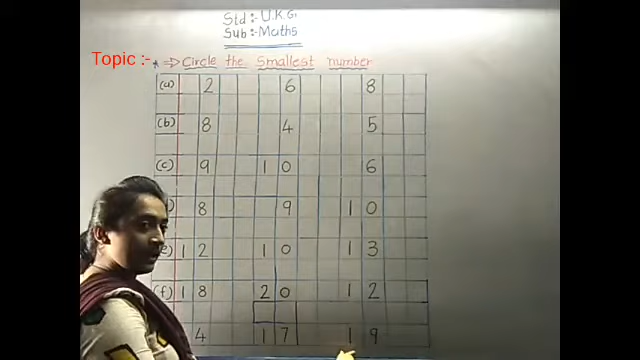 Std :- U.K.G
Sub :- Maths
Topic :- * ⇒ Circle the Smallest number
(a) 2 6 8
(b) 8 4 5
(c) 9 10 6
) 8 9 10
e) 12 10 13
(f) 18 20 12
4 17 19